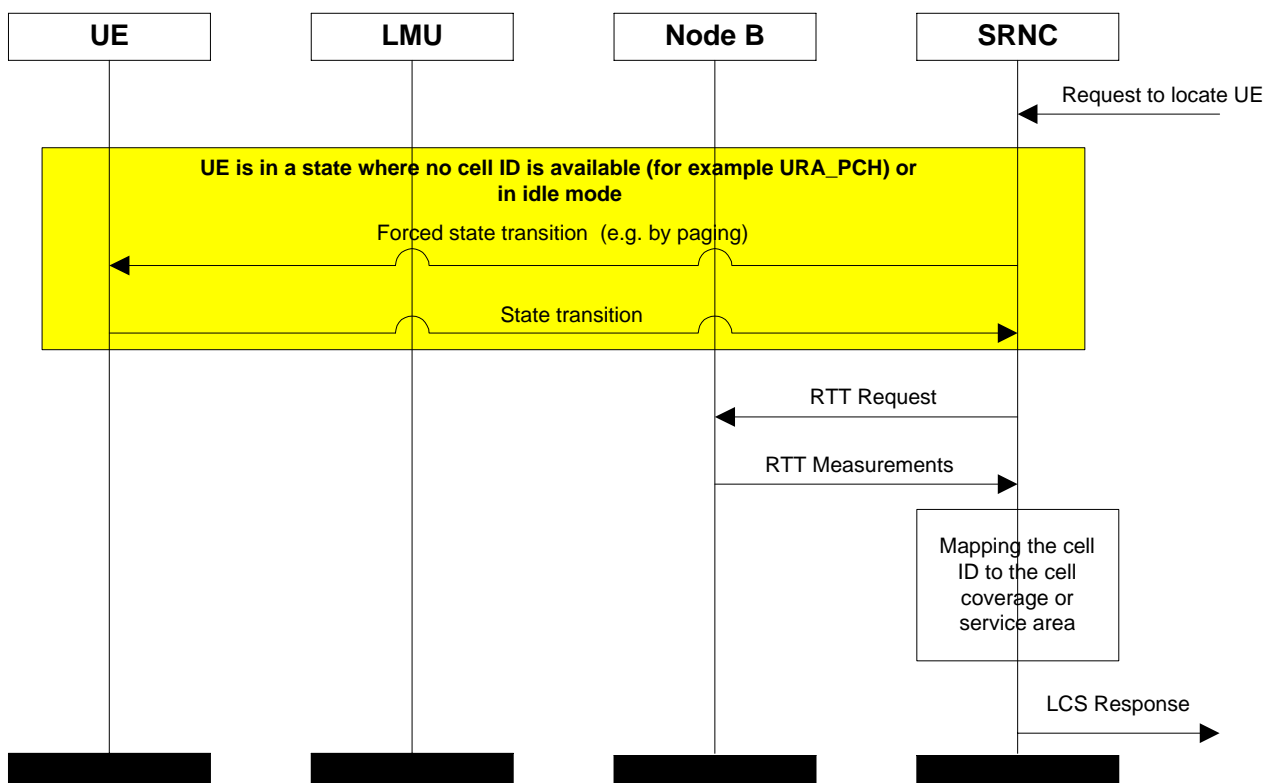 UE
LMU
Node B
SRNC
Request to locate UE
UE is in a state where no cell ID is available (for example URA_PCH) or
in idle mode
Forced state transition (e.g. by paging)
State transition
RTT Request
RTT Measurements
Mapping the cell
ID to the cell
coverage or
service area
LCS Response